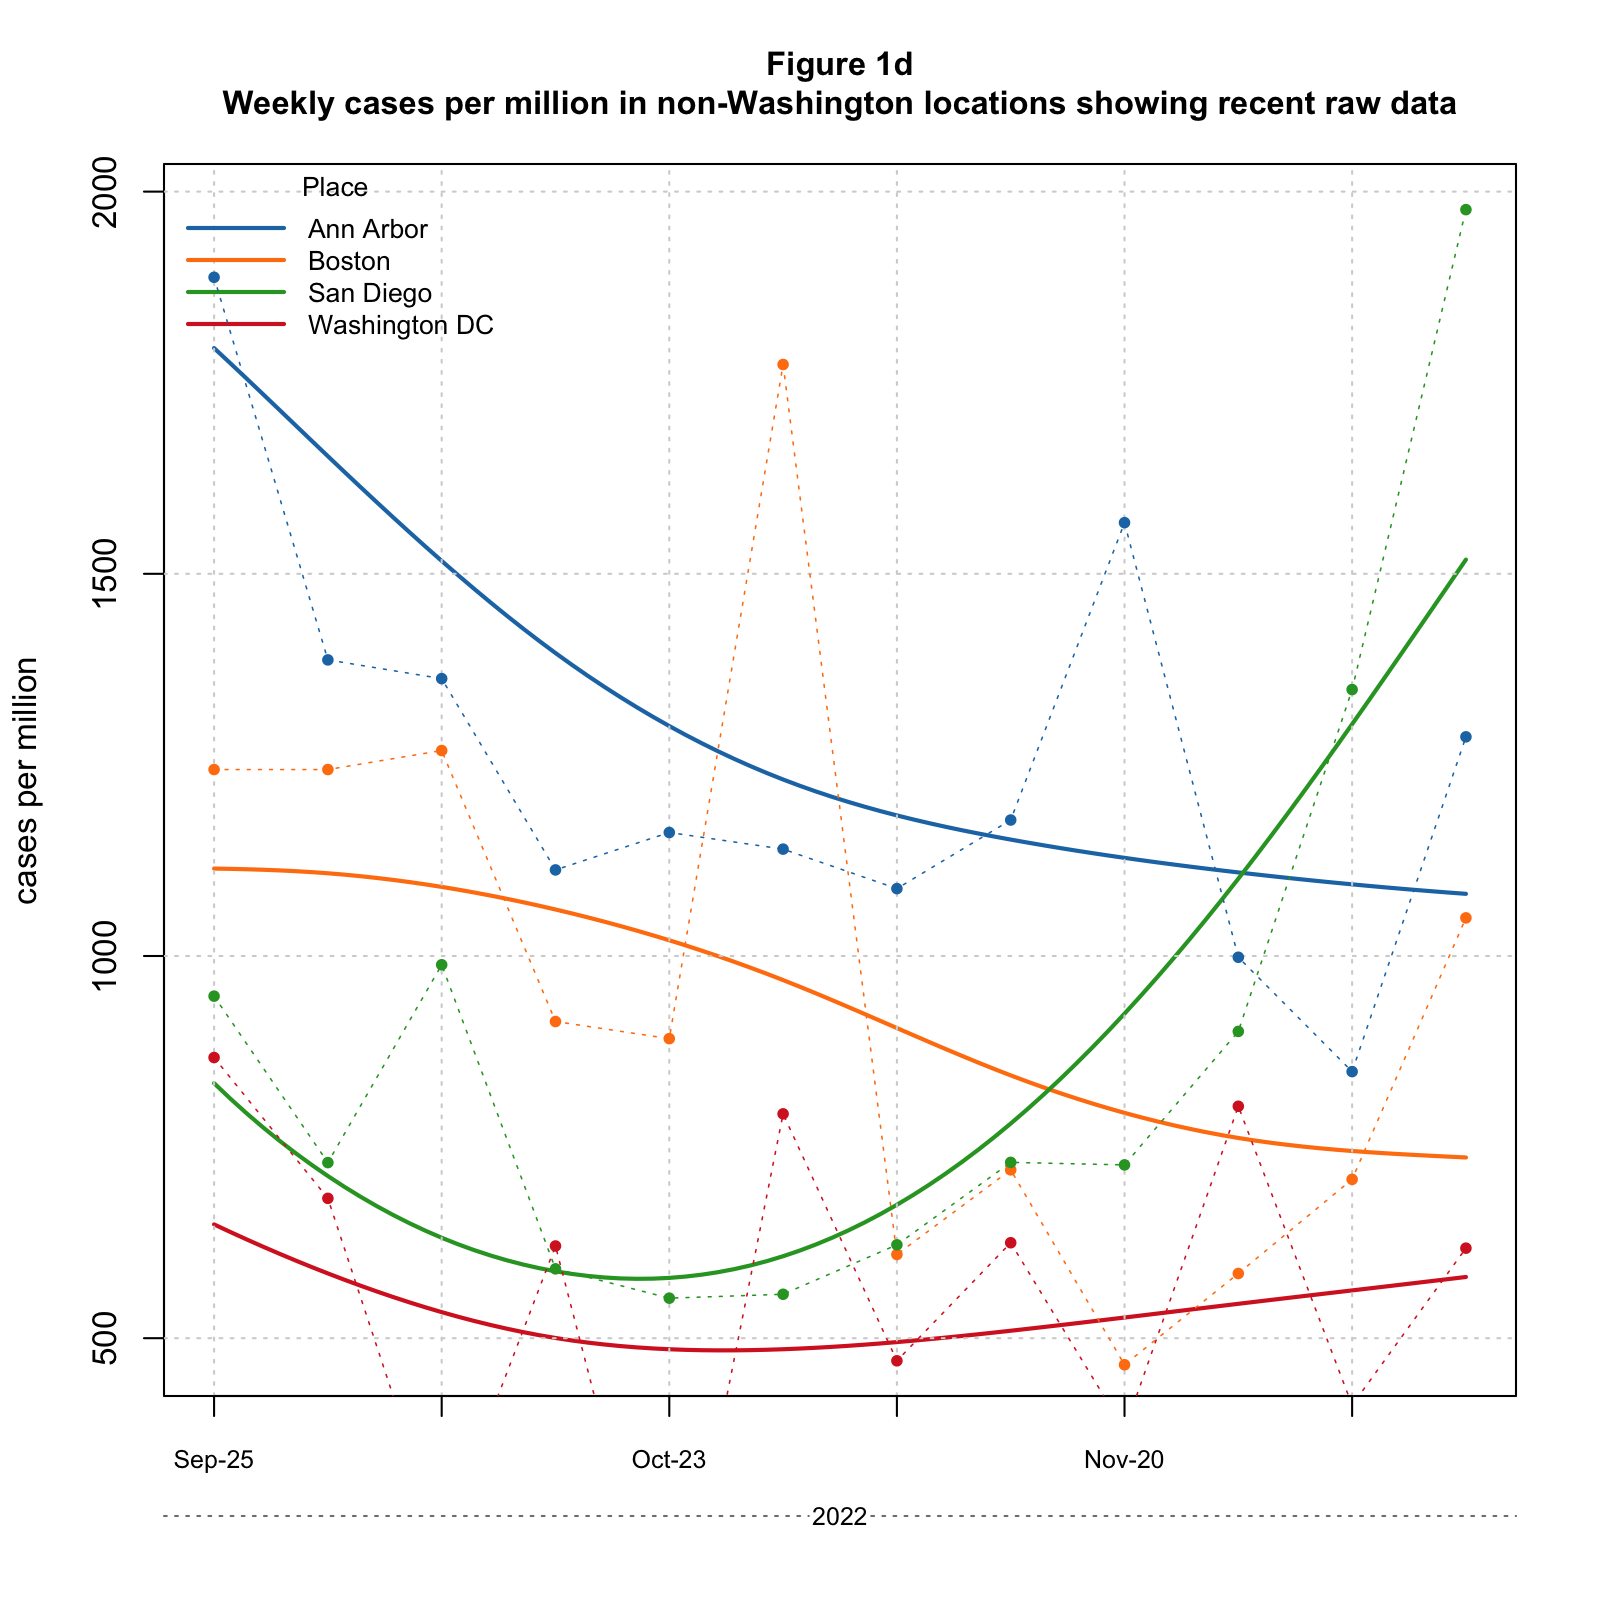 Figure 1d
Weekly cases per million in non-Washington locations showing recent raw data
Place
Ann Arbor
Boston
San Diego
Washington DC
cases per million
2000
1500
1000
500
Sep-25
Oct-23
Nov-20
2022